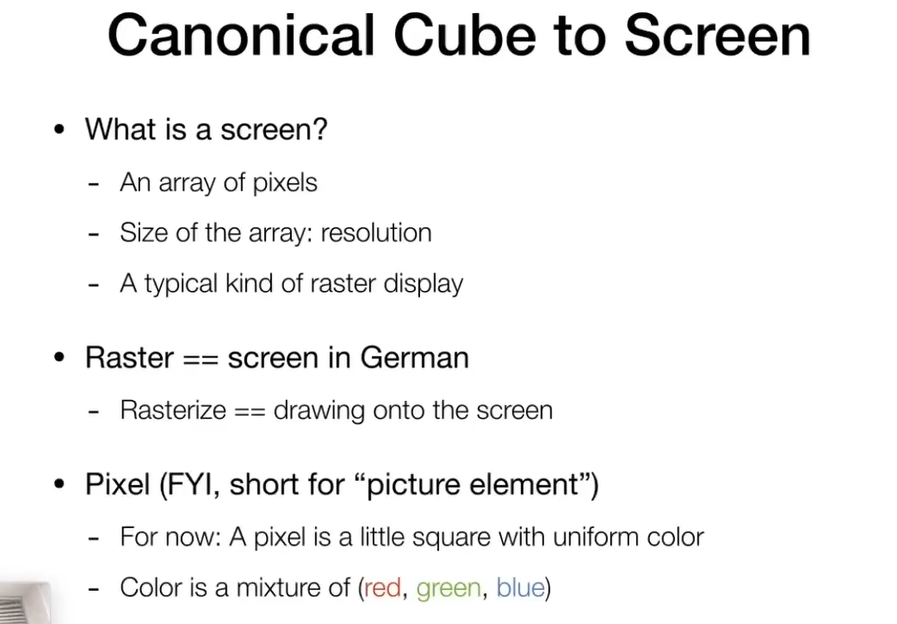 Canonical Cube to Screen
• What is a screen?
- An array of pixels
- Size of the array: resolution
- A typical kind of raster display
• Raster == screen in German
- Rasterize == drawing onto the screen
• Pixel (FYI, short for “picture element”)
- For now: A pixel is a little square with uniform color
- Color is a mixture of (red, green, blue)